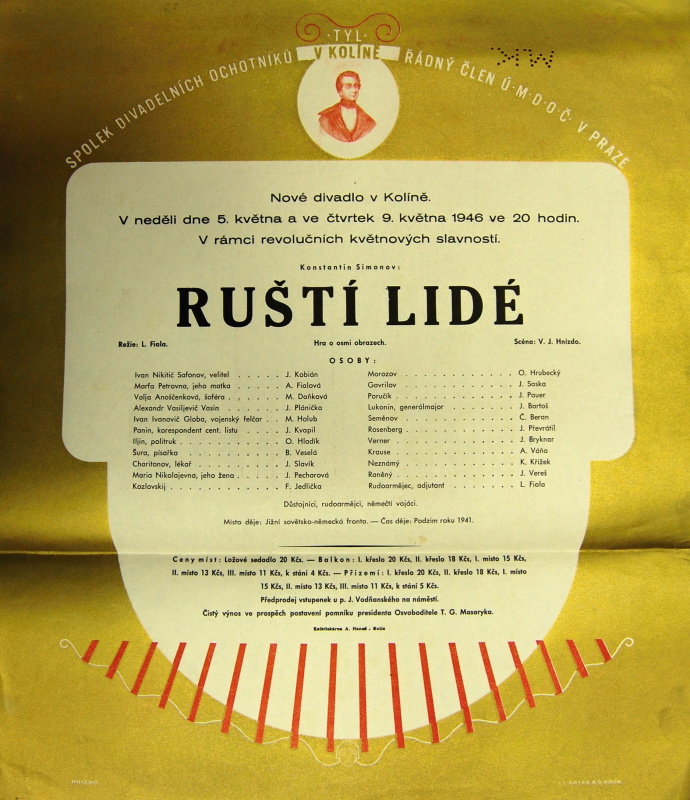 ·TYL·
V KOLÍNĚ
SPOLEK DIVADELNÍCH OCHOTNÍKŮ
ŘÁDNÝ ČLEN Ú·M·D·O·Č· V PRAZE
Nové divadlo v Kolíně.
V neděli dne 5. května a ve čtvrtek 9. května 1946 ve 20 hodin.
V rámci revolučních květnových slavností.
Konstantin Simonov:
RUŠTÍ LIDÉ
Režie: L. Fiala. Hra o osmi obrazech. Scéna: V. J. Hnízdo.
OSOBY:
Ivan Nikitič Safonov, velitel . . . . . J. Kobián
Marfa Petrovna, jeho matka . . . . . A. Fialová
Valja Anoščenková, šoféra . . . . . M. Daňková
Alexandr Vasiljevič Vasin . . . . . J. Plánička
Ivan Ivanovič Globa, vojenský felčar . . M. Holub
Panin, korespondent cent. listu . . . J. Kvapil
Iljin, politruk . . . . . O. Hladík
Šura, písařka . . . . . B. Veselá
Charitonov, lékař . . . . . J. Slavík
Maria Nikolajevna, jeho žena . . . . J. Pecharová
Kozlovskij . . . . . F. Jedlička
Morozov . . . . . O. Hrubecký
Gavrilov . . . . . J. Saska
Poručík . . . . . J. Pauer
Lukonin, generálmajor . . . . . J. Bartoš
Seměnov . . . . . Č. Beran
Rosenberg . . . . . J. Převrátil
Verner . . . . . J. Bryknar
Krause . . . . . A. Váňa
Neznámý . . . . . K. Křížek
Raněný . . . . . J. Vereš
Rudoarmějec, adjutant . . . . . L. Fiala
Důstojníci, rudoarmějci, němečtí vojáci.
Místo děje: Jižní sovětsko-německá fronta. — Čas děje: Podzim roku 1941.
Ceny míst: Ložové sedadlo 20 Kčs. — Balkon: I. křeslo 20 Kčs, II. křeslo 18 Kčs, I. místo 15 Kčs,
II. místo 13 Kčs, III. místo 11 Kčs, k stání 4 Kčs. — Přízemí: I. křeslo 20 Kčs, II. křeslo 18 Kčs, I. místo
15 Kčs, II. místo 13 Kčs, III. místo 11 Kčs, k stání 5 Kčs.
Předprodej vstupenek u p. J. Vodňanského na náměstí.
Čistý výnos ve prospěch postavení pomníku presidenta Osvoboditele T. G. Masaryka.